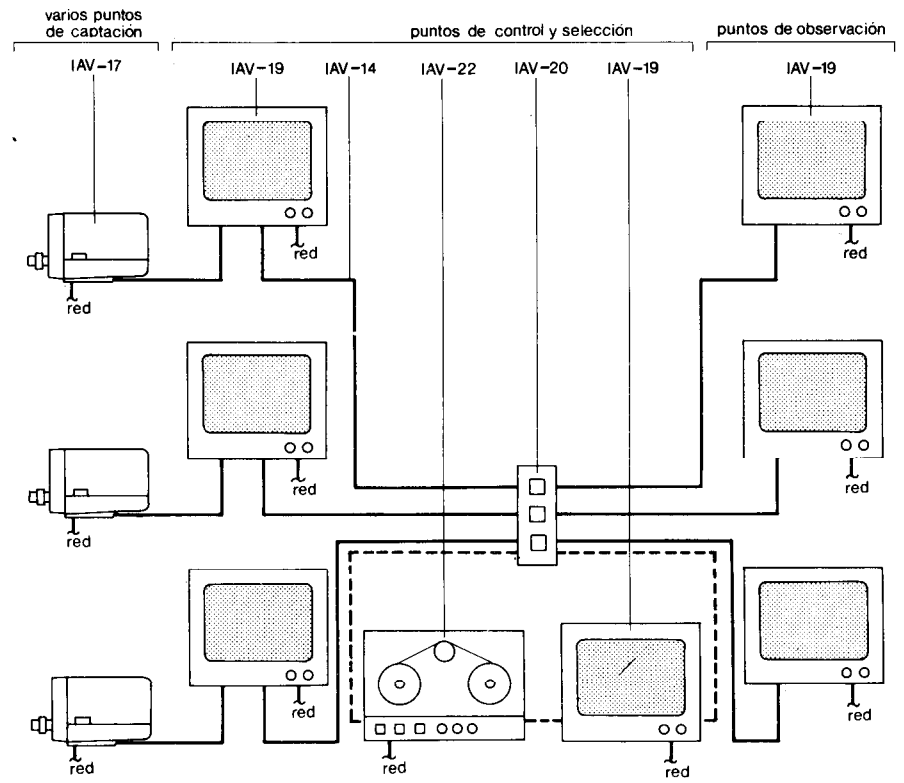 varios puntos
de captación
puntos de control y selección
puntos de observación
IAV-17
IAV-19
IAV-14
IAV-22
IAV-20
IAV-19
IAV-19
red
red
red
red
red
red
red
red
red
red
red